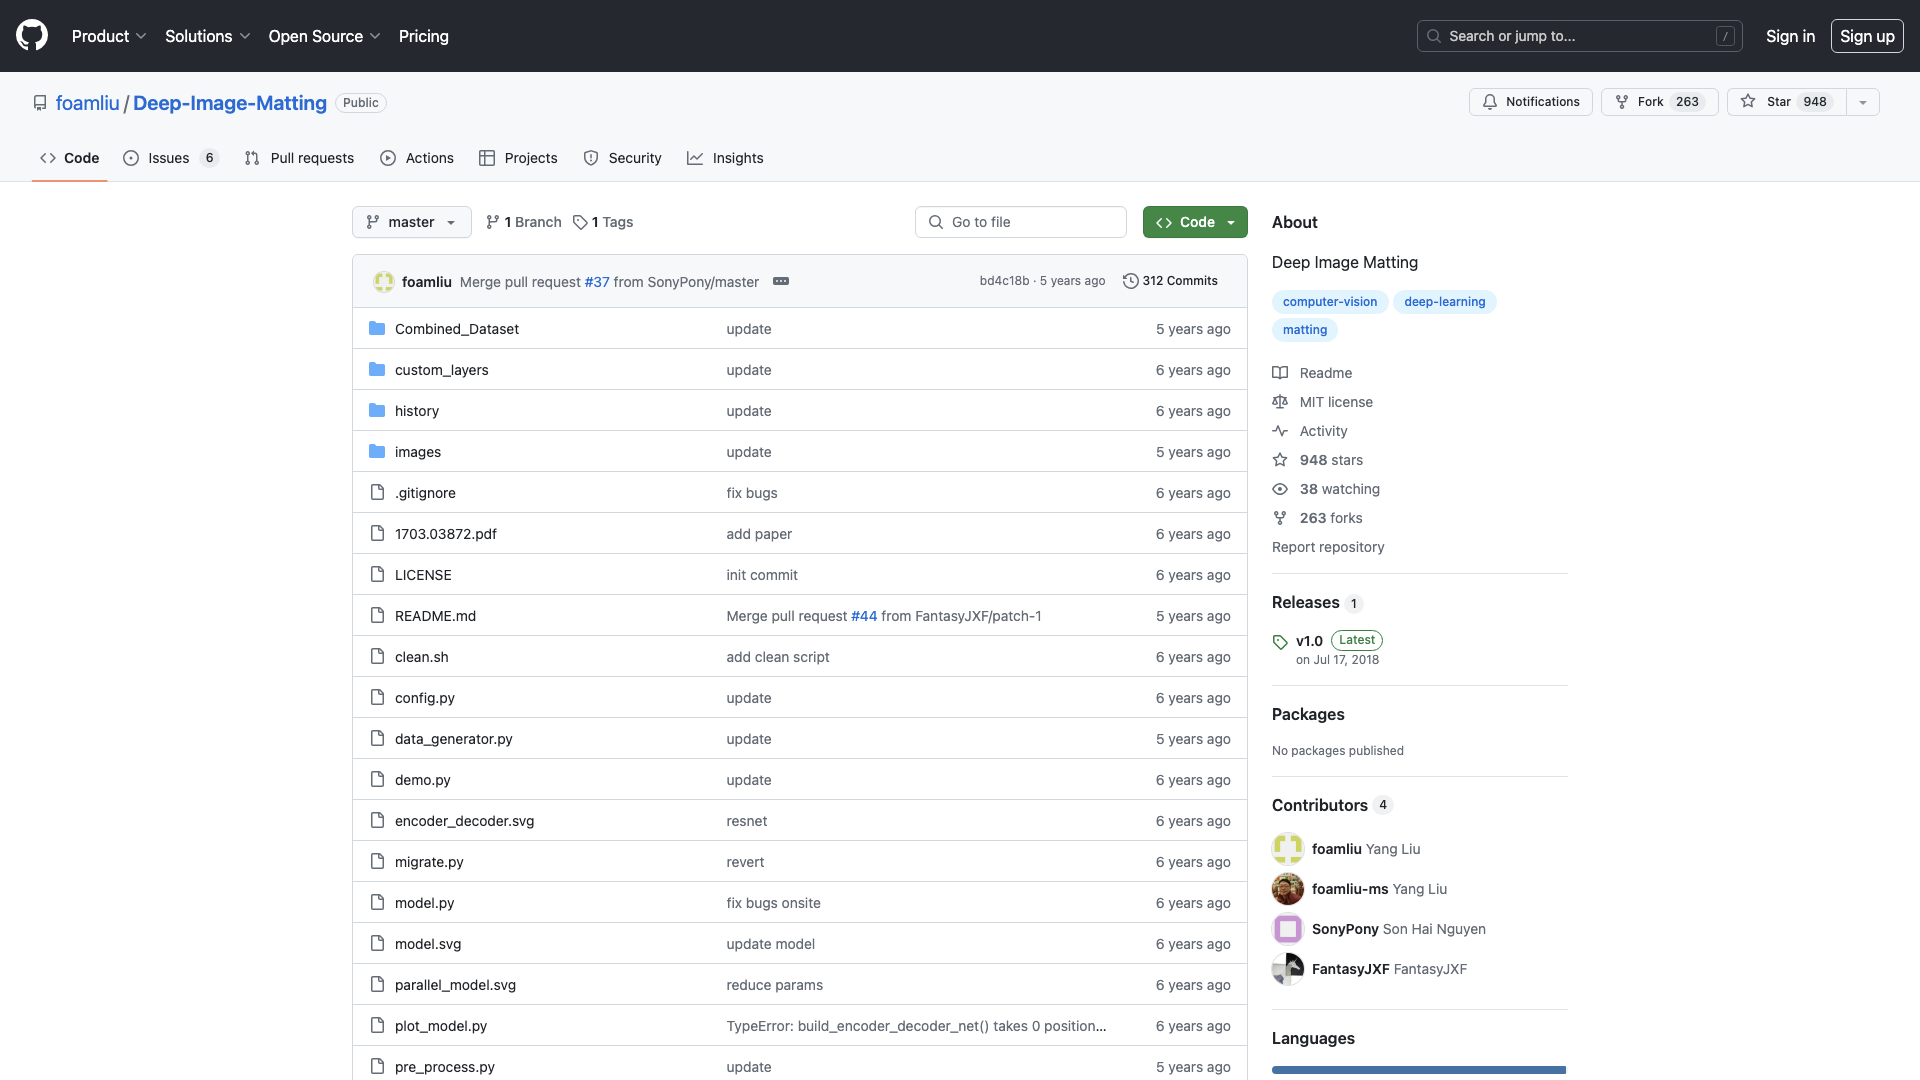 Product Solutions Open Source Pricing Search or jump to... / Sign in Sign up
foamliu / Deep-Image-Matting Public Notifications Fork 263 Star 948
Code Issues 6 Pull requests Actions Projects Security Insights
master 1 Branch 1 Tags Go to file Code
foamliu Merge pull request #37 from SonyPony/master bd4c18b · 5 years ago 312 Commits
Combined_Dataset update 5 years ago
custom_layers update 6 years ago
history update 6 years ago
images update 5 years ago
.gitignore fix bugs 6 years ago
1703.03872.pdf add paper 6 years ago
LICENSE init commit 6 years ago
README.md Merge pull request #44 from FantasyJXF/patch-1 5 years ago
clean.sh add clean script 6 years ago
config.py update 6 years ago
data_generator.py update 5 years ago
demo.py update 6 years ago
encoder_decoder.svg resnet 6 years ago
migrate.py revert 6 years ago
model.py fix bugs onsite 6 years ago
model.svg update model 6 years ago
parallel_model.svg reduce params 6 years ago
plot_model.py TypeError: build_encoder_decoder_net() takes 0 position... 6 years ago
pre_process.py update 5 years ago
About
Deep Image Matting
computer-vision deep-learning
matting
Readme
MIT license
Activity
948 stars
38 watching
263 forks
Report repository
Releases 1
v1.0 Latest
on Jul 17, 2018
Packages
No packages published
Contributors 4
foamliu Yang Liu
foamliu-ms Yang Liu
SonyPony Son Hai Nguyen
FantasyJXF FantasyJXF
Languages